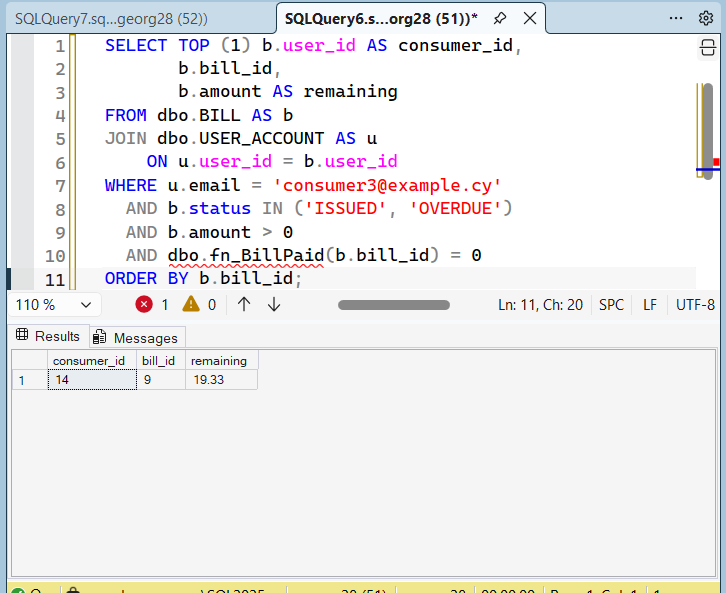 SQLQuery7.sq...georg28 (52))
SQLQuery6.s...org28 (51))*
1 SELECT TOP (1) b.user_id AS consumer_id,
2 b.bill_id,
3 b.amount AS remaining
4 FROM dbo.BILL AS b
5 JOIN dbo.USER_ACCOUNT AS u
6 ON u.user_id = b.user_id
7 WHERE u.email = 'consumer3@example.cy'
8 AND b.status IN ('ISSUED', 'OVERDUE')
9 AND b.amount > 0
10 AND dbo.fn_BillPaid(b.bill_id) = 0
11 ORDER BY b.bill_id;
110 % 1 0 Ln: 11, Ch: 20 SPC LF UTF-8
Results Messages
consumer_id bill_id remaining
1 14 9 19.33